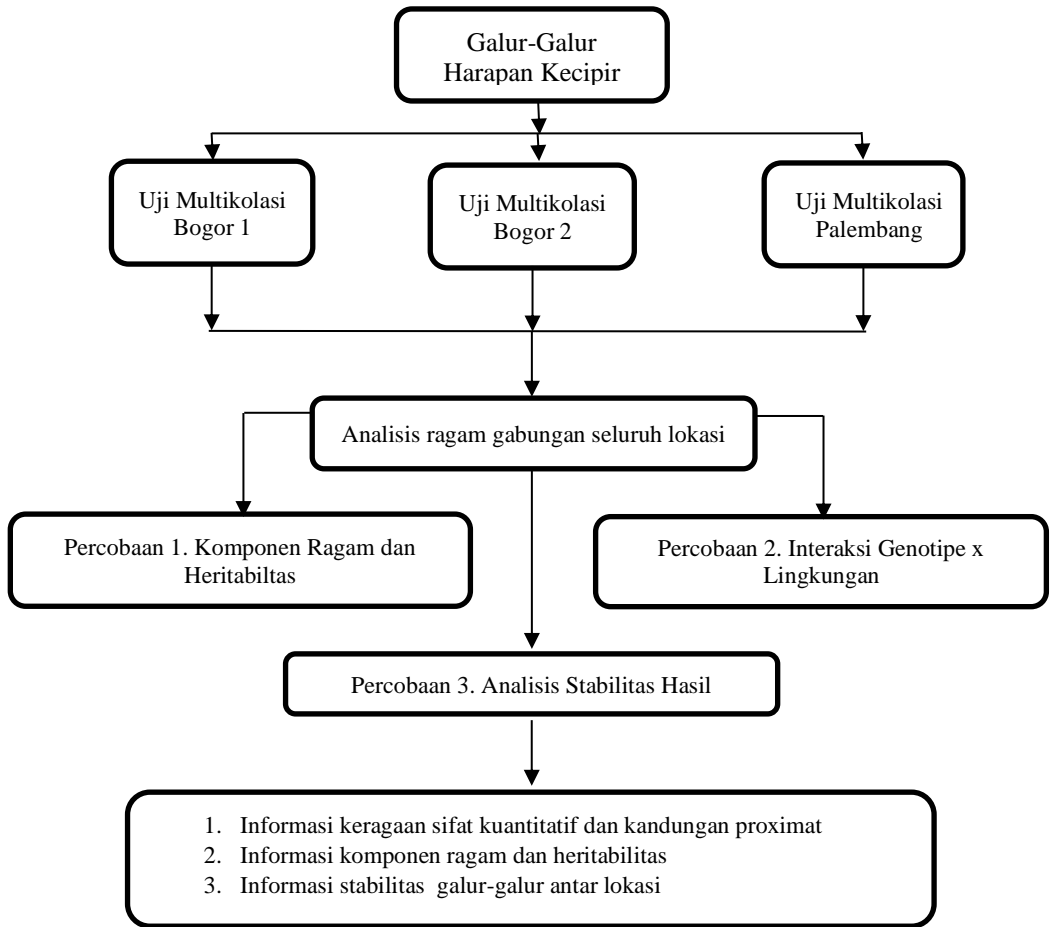 Galur-Galur
Harapan Kecipir
Uji Multikolasi
Bogor 1
Uji Multikolasi
Bogor 2
Uji Multikolasi
Palembang
Analisis ragam gabungan seluruh lokasi
Percobaan 1. Komponen Ragam dan
Heritabiltas
Percobaan 2. Interaksi Genotipe x
Lingkungan
Percobaan 3. Analisis Stabilitas Hasil
1. Informasi keragaan sifat kuantitatif dan kandungan proximat
2. Informasi komponen ragam dan heritabilitas
3. Informasi stabilitas galur-galur antar lokasi